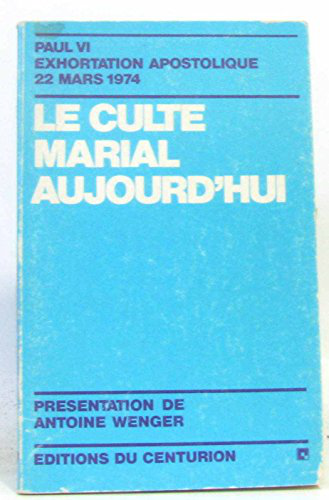 PAUL VI
EXHORTATION APOSTOLIQUE
22 MARS 1974
LE CULTE
MARIAL
AUJOURD'HUI
PRESENTATION DE
ANTOINE WENGER
EDITIONS DU CENTURION